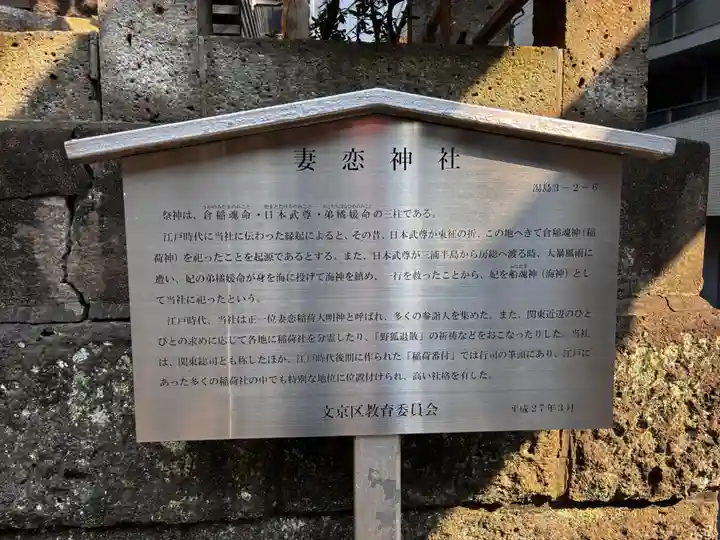 妻恋神社
湯島3-2-6
祭神は、倉稲魂命・日本武尊・弟橘媛命の三柱である。
江戸時代に当社に伝わった縁起によると、その昔、日本武尊が東征の折、この地へきて倉稲魂神(稲
荷神)を祀ったことを起源であるとする。また、日本武尊が三浦半島から房総へ渡る時、大暴風雨に
遭い、妃の弟橘媛命が身を海に投げて海神を鎮め、一行を救ったことから、妃を船魂神(海神)とし
て当社に祀ったという。
江戸時代、当社は正一位妻恋稲荷大明神と呼ばれ、多くの参詣人を集めた。また、関東近辺のひと
びとの求めに応じて各地に稲荷社を分霊したり、「野狐退散」の祈祷などをおこなったりした。当社
は、関東総司とも称したほか、江戸時代後期に作られた「稲荷番付」では行司の筆頭にあり、江戸に
あった多くの稲荷社の中でも特別な地位に位置付けられ、高い社格を有した。
文京区教育委員会
平成27年3月